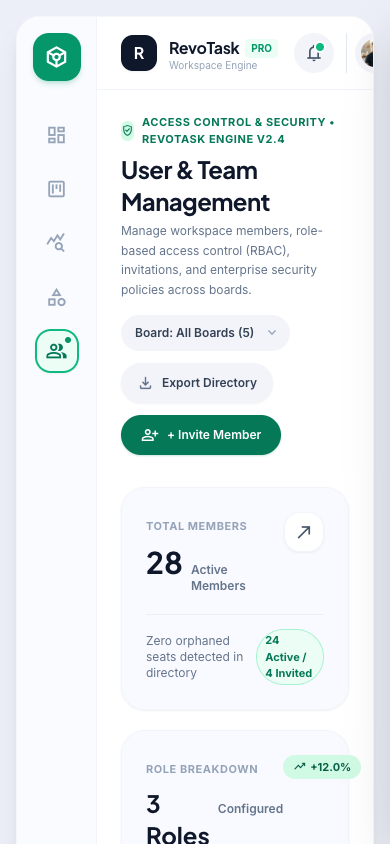 R
RevoTask PRO
Workspace Engine
ACCESS CONTROL & SECURITY •
REVOTASK ENGINE V2.4
User & Team
Management
Manage workspace members, role-
based access control (RBAC),
invitations, and enterprise security
policies across boards.
Board: All Boards (5)
Export Directory
+ Invite Member
TOTAL MEMBERS
28 Active
Members
Zero orphaned
seats detected in
directory
24
Active /
4 Invited
ROLE BREAKDOWN
+12.0%
3
Roles
Configured